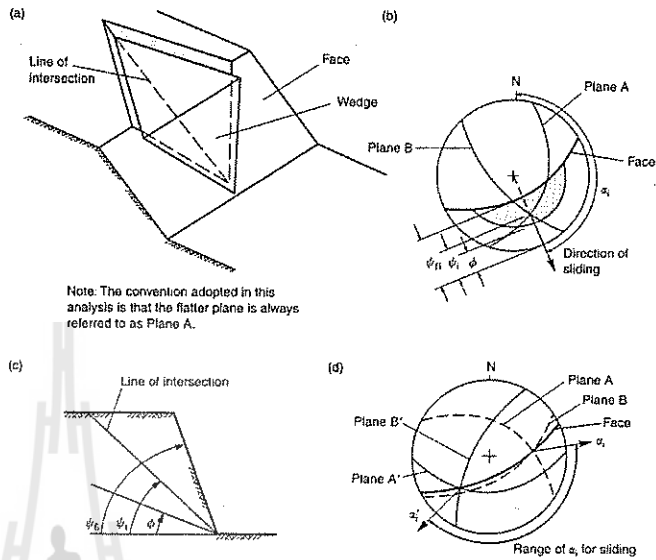 (a)
Line of
intersection
Face
Wedge
Note: The convention adopted in this
analysis is that the flatter plane is always
referred to as Plane A.
(b)
N
Plane A
Plane B
Face
αi
ψfi ψi ϕ
Direction of
sliding
(c)
Line of intersection
ψfi ψi ϕ
(d)
N
Plane A
Plane B
Plane B'
Face
αi
Plane A'
αi'
Range of αi for sliding